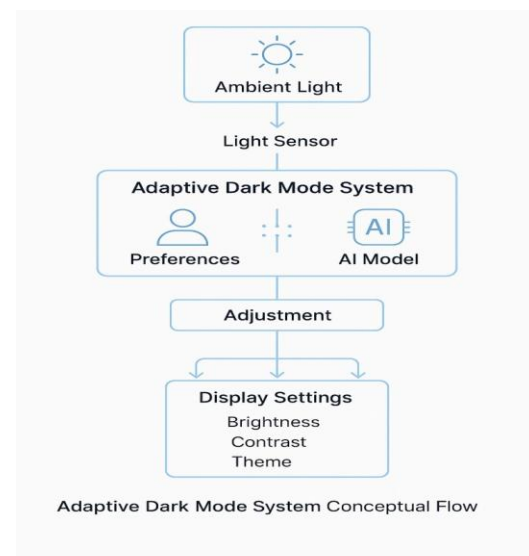 Ambient Light
Light Sensor
Adaptive Dark Mode System
Preferences
AI
AI Model
Adjustment
Display Settings
Brightness
Contrast
Theme
Adaptive Dark Mode System Conceptual Flow